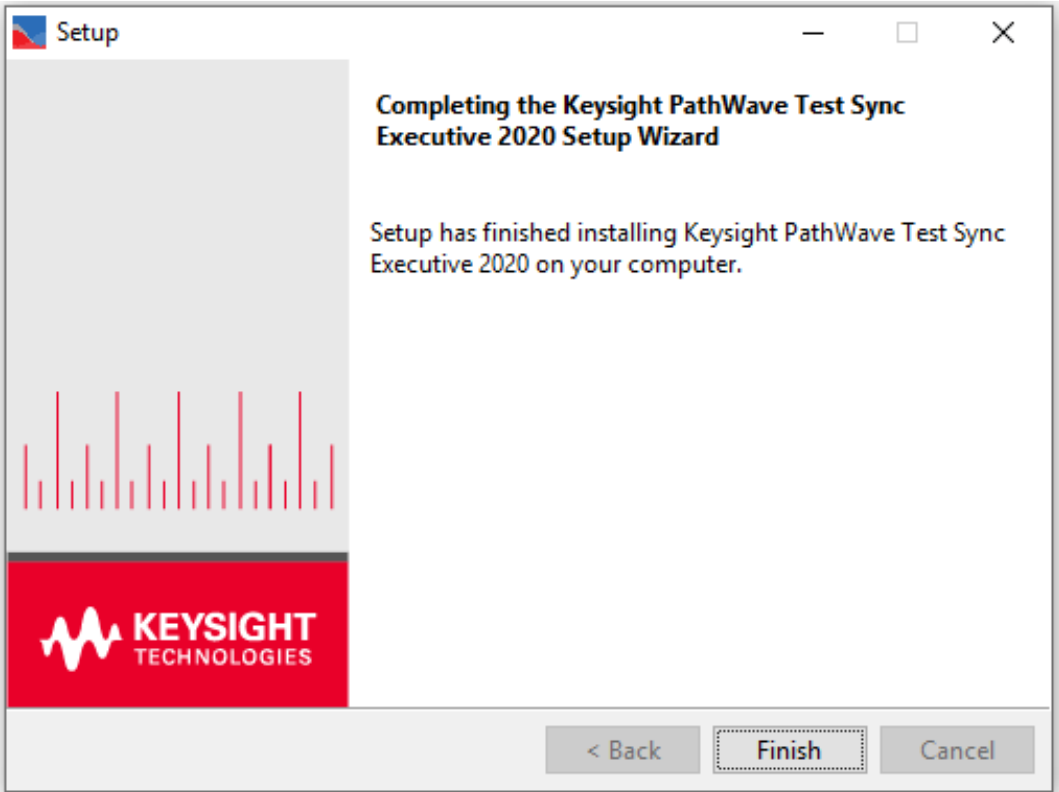 Setup
Completing the Keysight PathWave Test Sync
Executive 2020 Setup Wizard
Setup has finished installing Keysight PathWave Test Sync
Executive 2020 on your computer.
KEYSIGHT
TECHNOLOGIES
< Back
Finish
Cancel